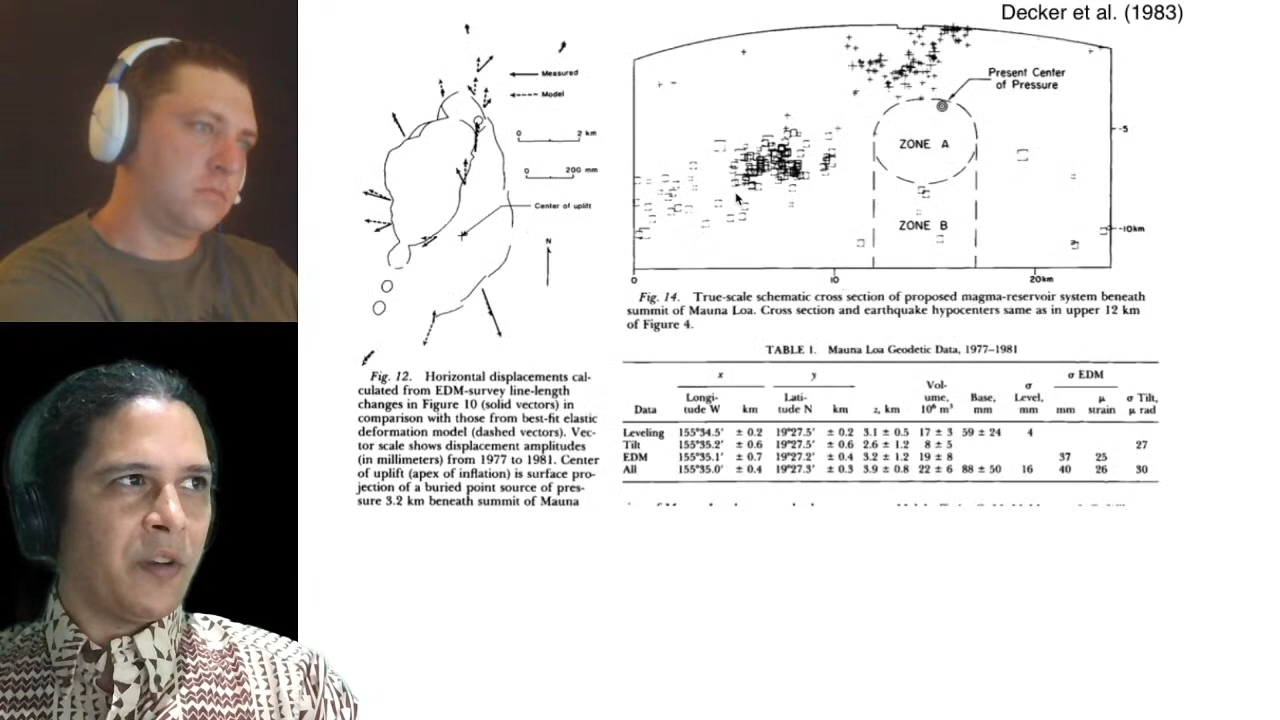 Decker et al. (1983)
Measured
Model
0 2 km
0 200 mm
Center of uplift
N
Present Center
of Pressure
ZONE A
ZONE B
-5
-10km
0 10 20km
Fig. 12. Horizontal displacements cal-
culated from EDM-survey line-length
changes in Figure 10 (solid vectors) in
comparison with those from best-fit elastic
deformation model (dashed vectors). Vec-
tor scale shows displacement amplitudes
(in millimeters) from 1977 to 1981. Center
of uplift (apex of inflation) is surface pro-
jection of a buried point source of pres-
sure 3.2 km beneath summit of Mauna
Fig. 14. True-scale schematic cross section of proposed magma-reservoir system beneath
summit of Mauna Loa. Cross section and earthquake hypocenters same as in upper 12 km
of Figure 4.
TABLE 1. Mauna Loa Geodetic Data, 1977–1981
x y σ EDM
Vol- σ
Longi- Lati- ume, Base, Level, μ σ Tilt,
Data tude W km tude N km z, km 10⁶ m³ mm mm mm strain μ rad
Leveling 155°34.5' ± 0.2 19°27.5' ± 0.2 3.1 ± 0.5 17 ± 3 59 ± 24 4
Tilt 155°35.2' ± 0.6 19°27.5' ± 0.6 2.6 ± 1.2 8 ± 5 27
EDM 155°35.1' ± 0.7 19°27.2' ± 0.4 3.2 ± 1.2 19 ± 8 37 25
All 155°35.0' ± 0.4 19°27.3' ± 0.3 3.9 ± 0.8 22 ± 6 88 ± 50 16 40 26 30